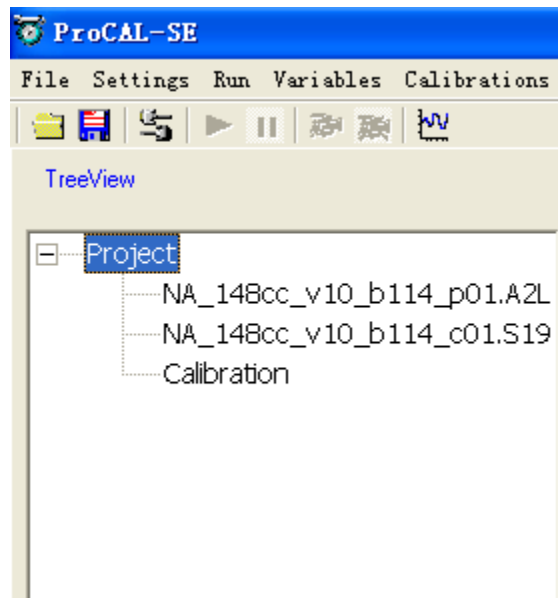 ProCAL-SE
File Settings Run Variables Calibrations
TreeView
Project
NA_148cc_v10_b114_p01.A2L
NA_148cc_v10_b114_c01.S19
Calibration